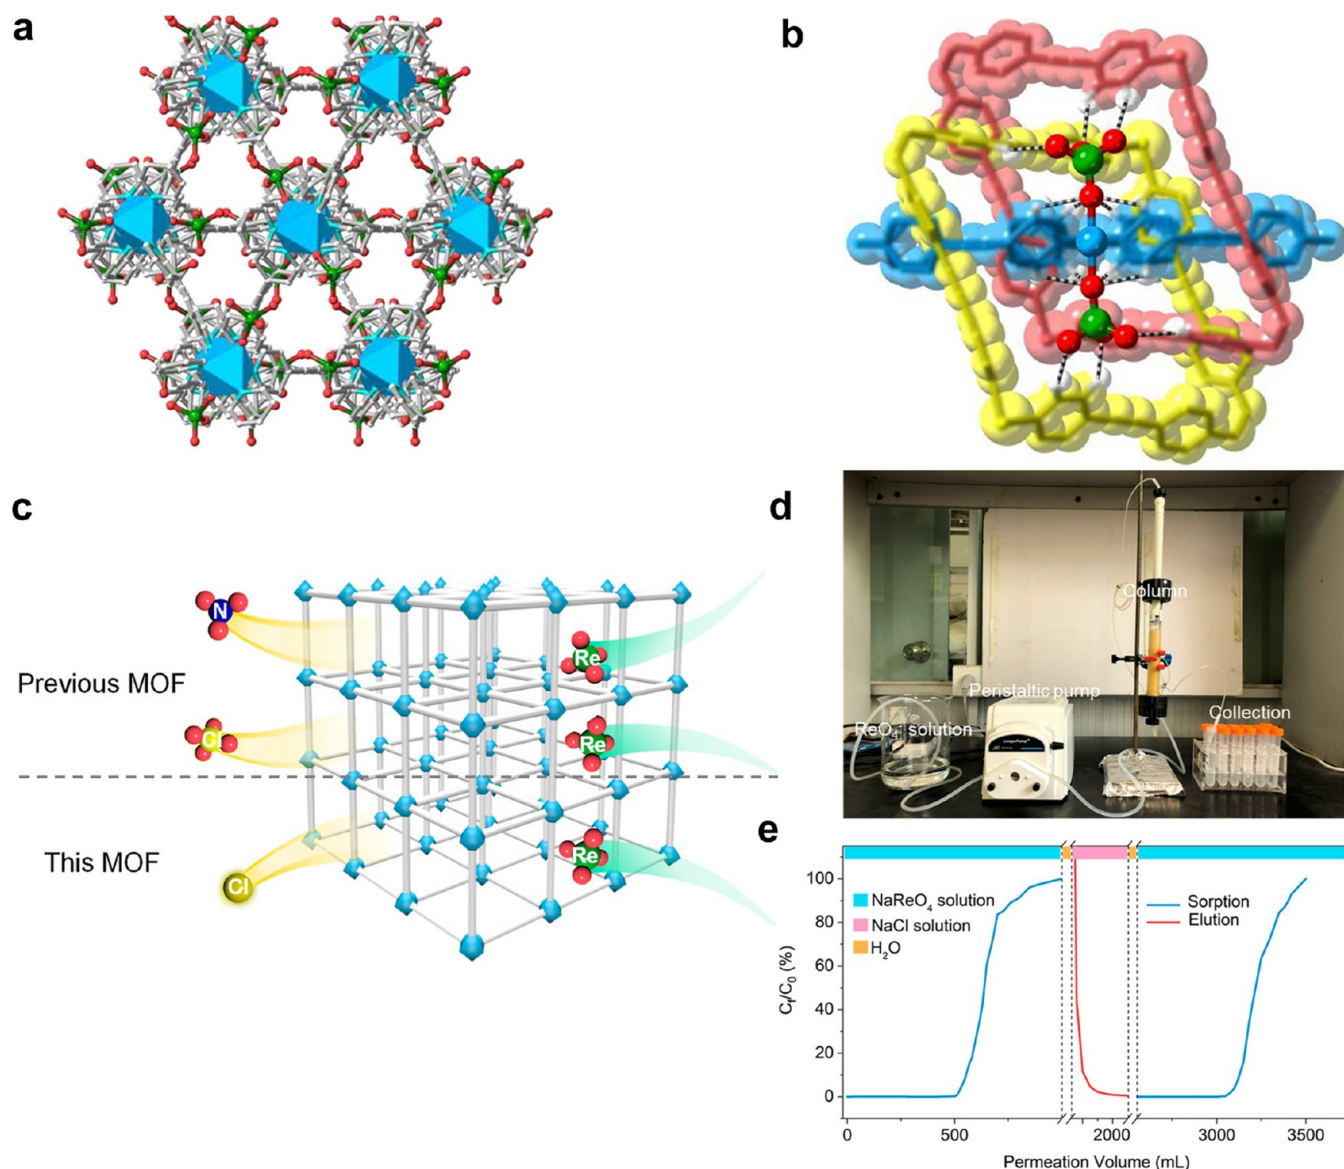 a
b
c
N
Re
Previous MOF
Cl
Re
This MOF
Cl
Re
d
Column
Peristaltic pump
ReO₄⁻ solution
Collection
e
100
80
60
40
20
0
C_f/C₀ (%)
NaReO₄ solution
NaCl solution
H₂O
Sorption
Elution
0
500
2000
3000
3500
Permeation Volume (mL)